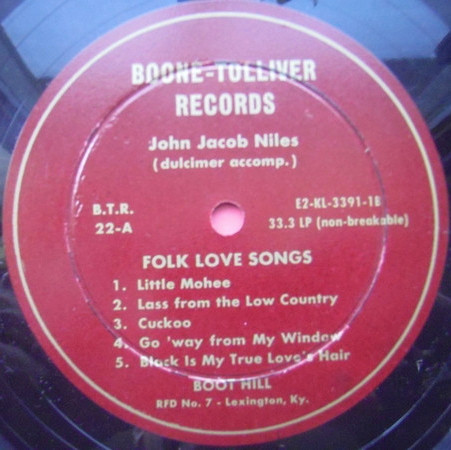 BOONE-TOLLIVER
RECORDS
John Jacob Niles
(dulcimer accomp.)
B.T.R.
22-A
E2-KL-3391-1B
33.3 LP (non-breakable)
FOLK LOVE SONGS
1. Little Mohee
2. Lass from the Low Country
3. Cuckoo
4. Go 'way from My Window
5. Black Is My True Love's Hair
BOOT HILL
RFD No. 7 - Lexington, Ky.